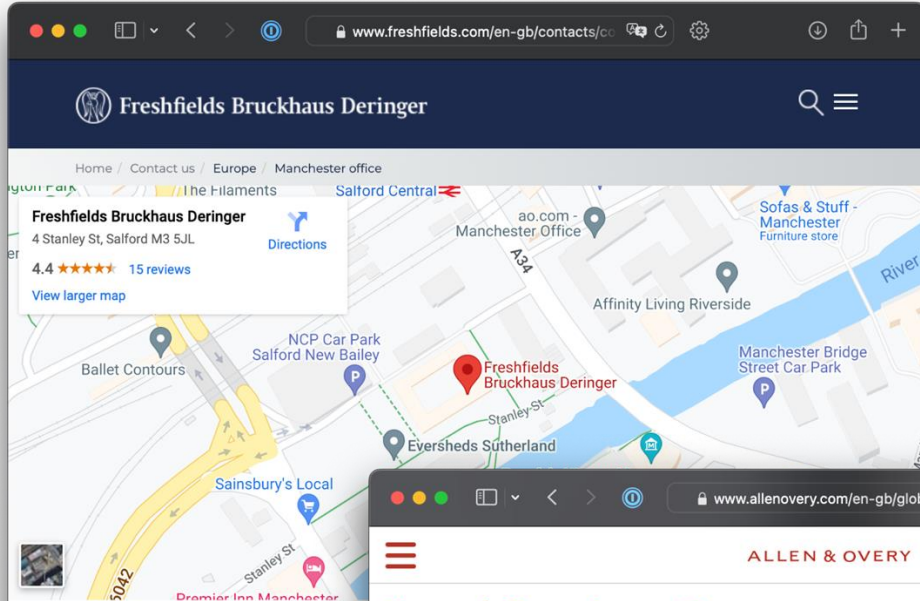 www.freshfields.com/en-gb/contacts/co
Freshfields Bruckhaus Deringer
Home / Contact us / Europe / Manchester office
Park
The Filaments
Salford Central
Freshfields Bruckhaus Deringer
4 Stanley St, Salford M3 5JL
Directions
4.4
15 reviews
View larger map
ao.com -
Manchester Office
Sofas & Stuff -
Manchester
Furniture store
A34
River
Affinity Living Riverside
NCP Car Park
Salford New Bailey
P
Ballet Contours
Freshfields
Bruckhaus Deringer
Manchester Bridge
Street Car Park
P
Stanley St
Eversheds Sutherland
Sainsbury's Local
Stanley St
6042
Premier Inn Manchester
www.allenovery.com/en-gb/glob
ALLEN & OVERY